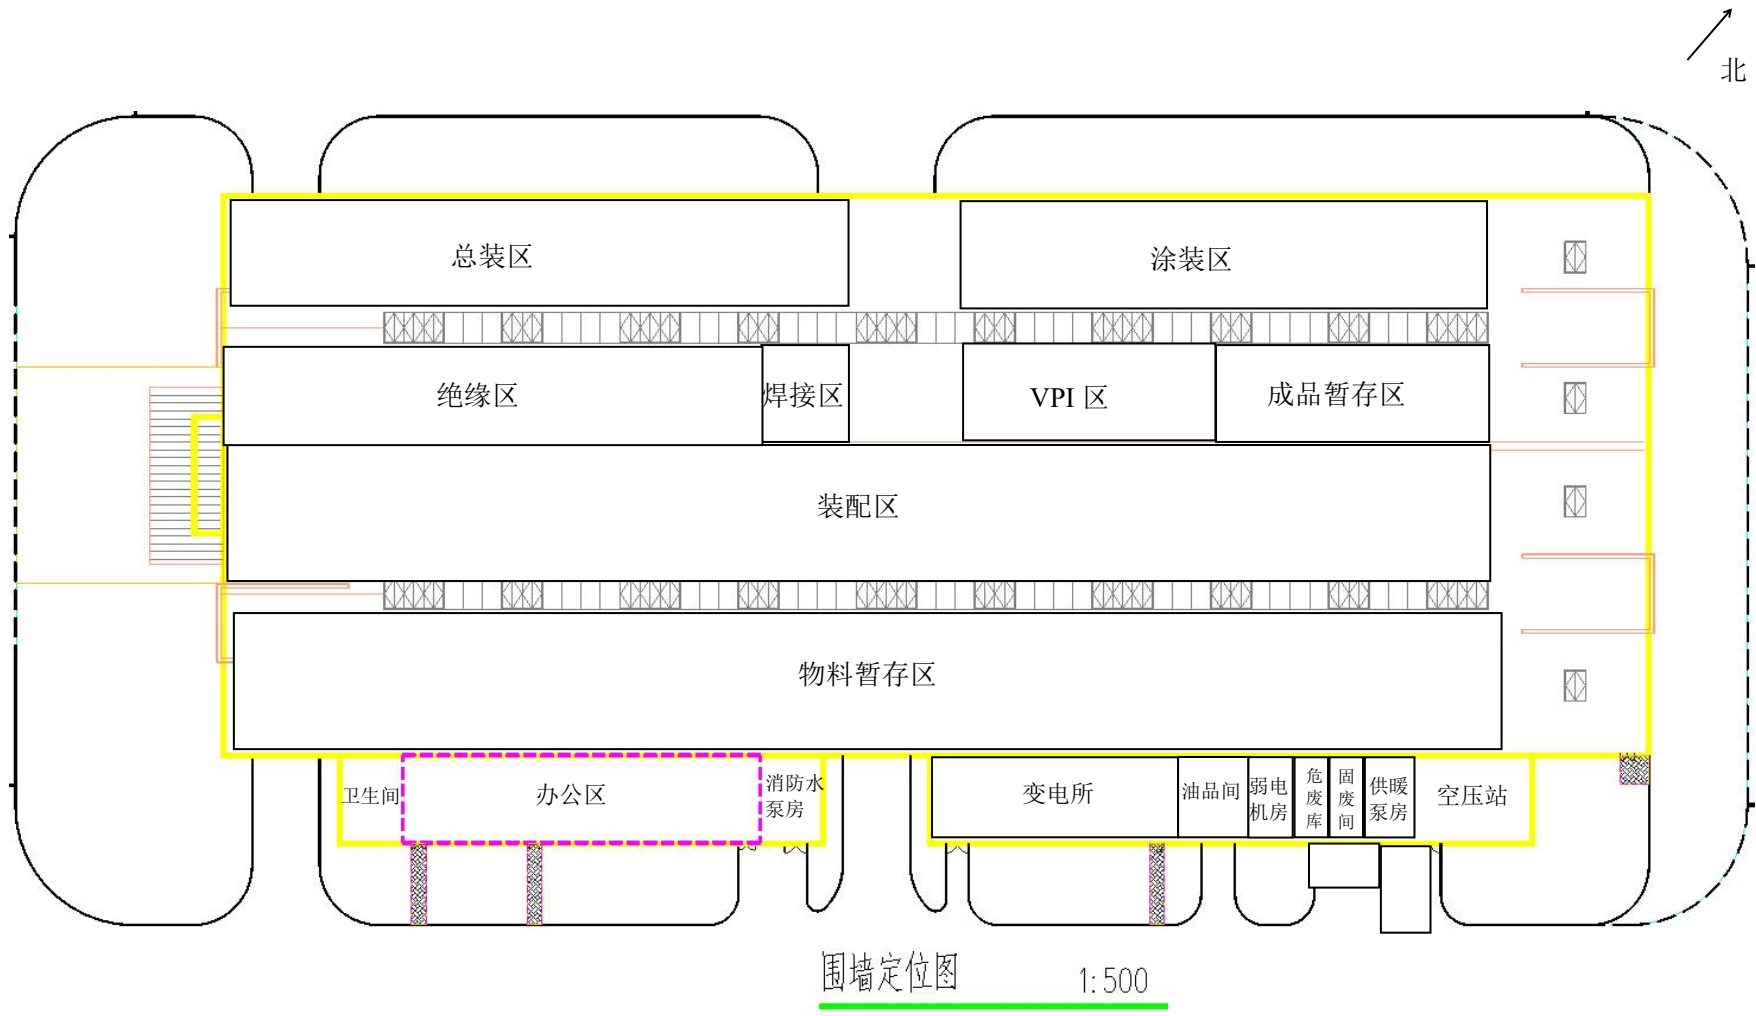 北
总装区
涂装区
绝缘区
焊接区
VPI 区
成品暂存区
装配区
物料暂存区
卫生间
办公区
消防水
泵房
变电所
油品间
弱电
机房
危
废
库
固
废
间
供暖
泵房
空压站
围墙定位图 1:500